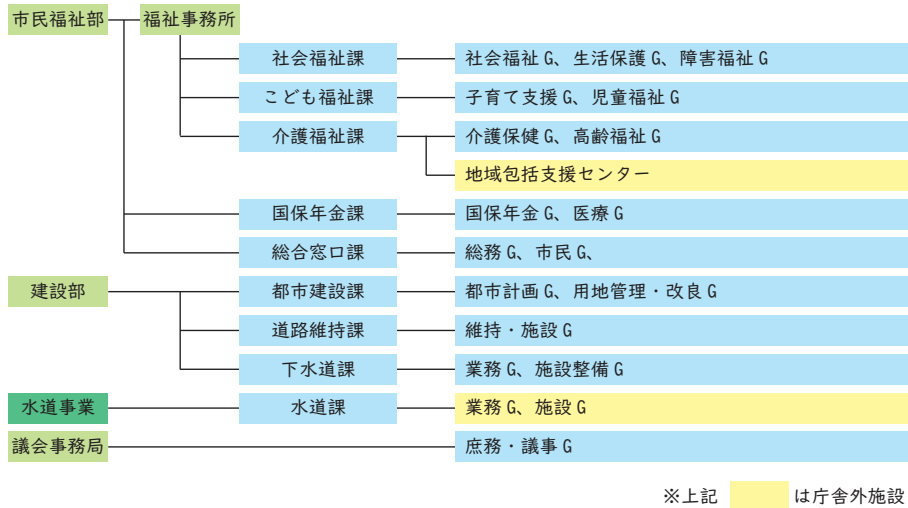 市民福祉部 福祉事務所
社会福祉課 社会福祉 G、生活保護 G、障害福祉 G
こども福祉課 子育て支援 G、児童福祉 G
介護福祉課 介護保健 G、高齢福祉 G
地域包括支援センター
国保年金課 国保年金 G、医療 G
総合窓口課 総務 G、市民 G、
建設部 都市建設課 都市計画 G、用地管理・改良 G
道路維持課 維持・施設 G
下水道課 業務 G、施設整備 G
水道事業 水道課 業務 G、施設 G
議会事務局 庶務・議事 G
※上記 は庁舎外施設